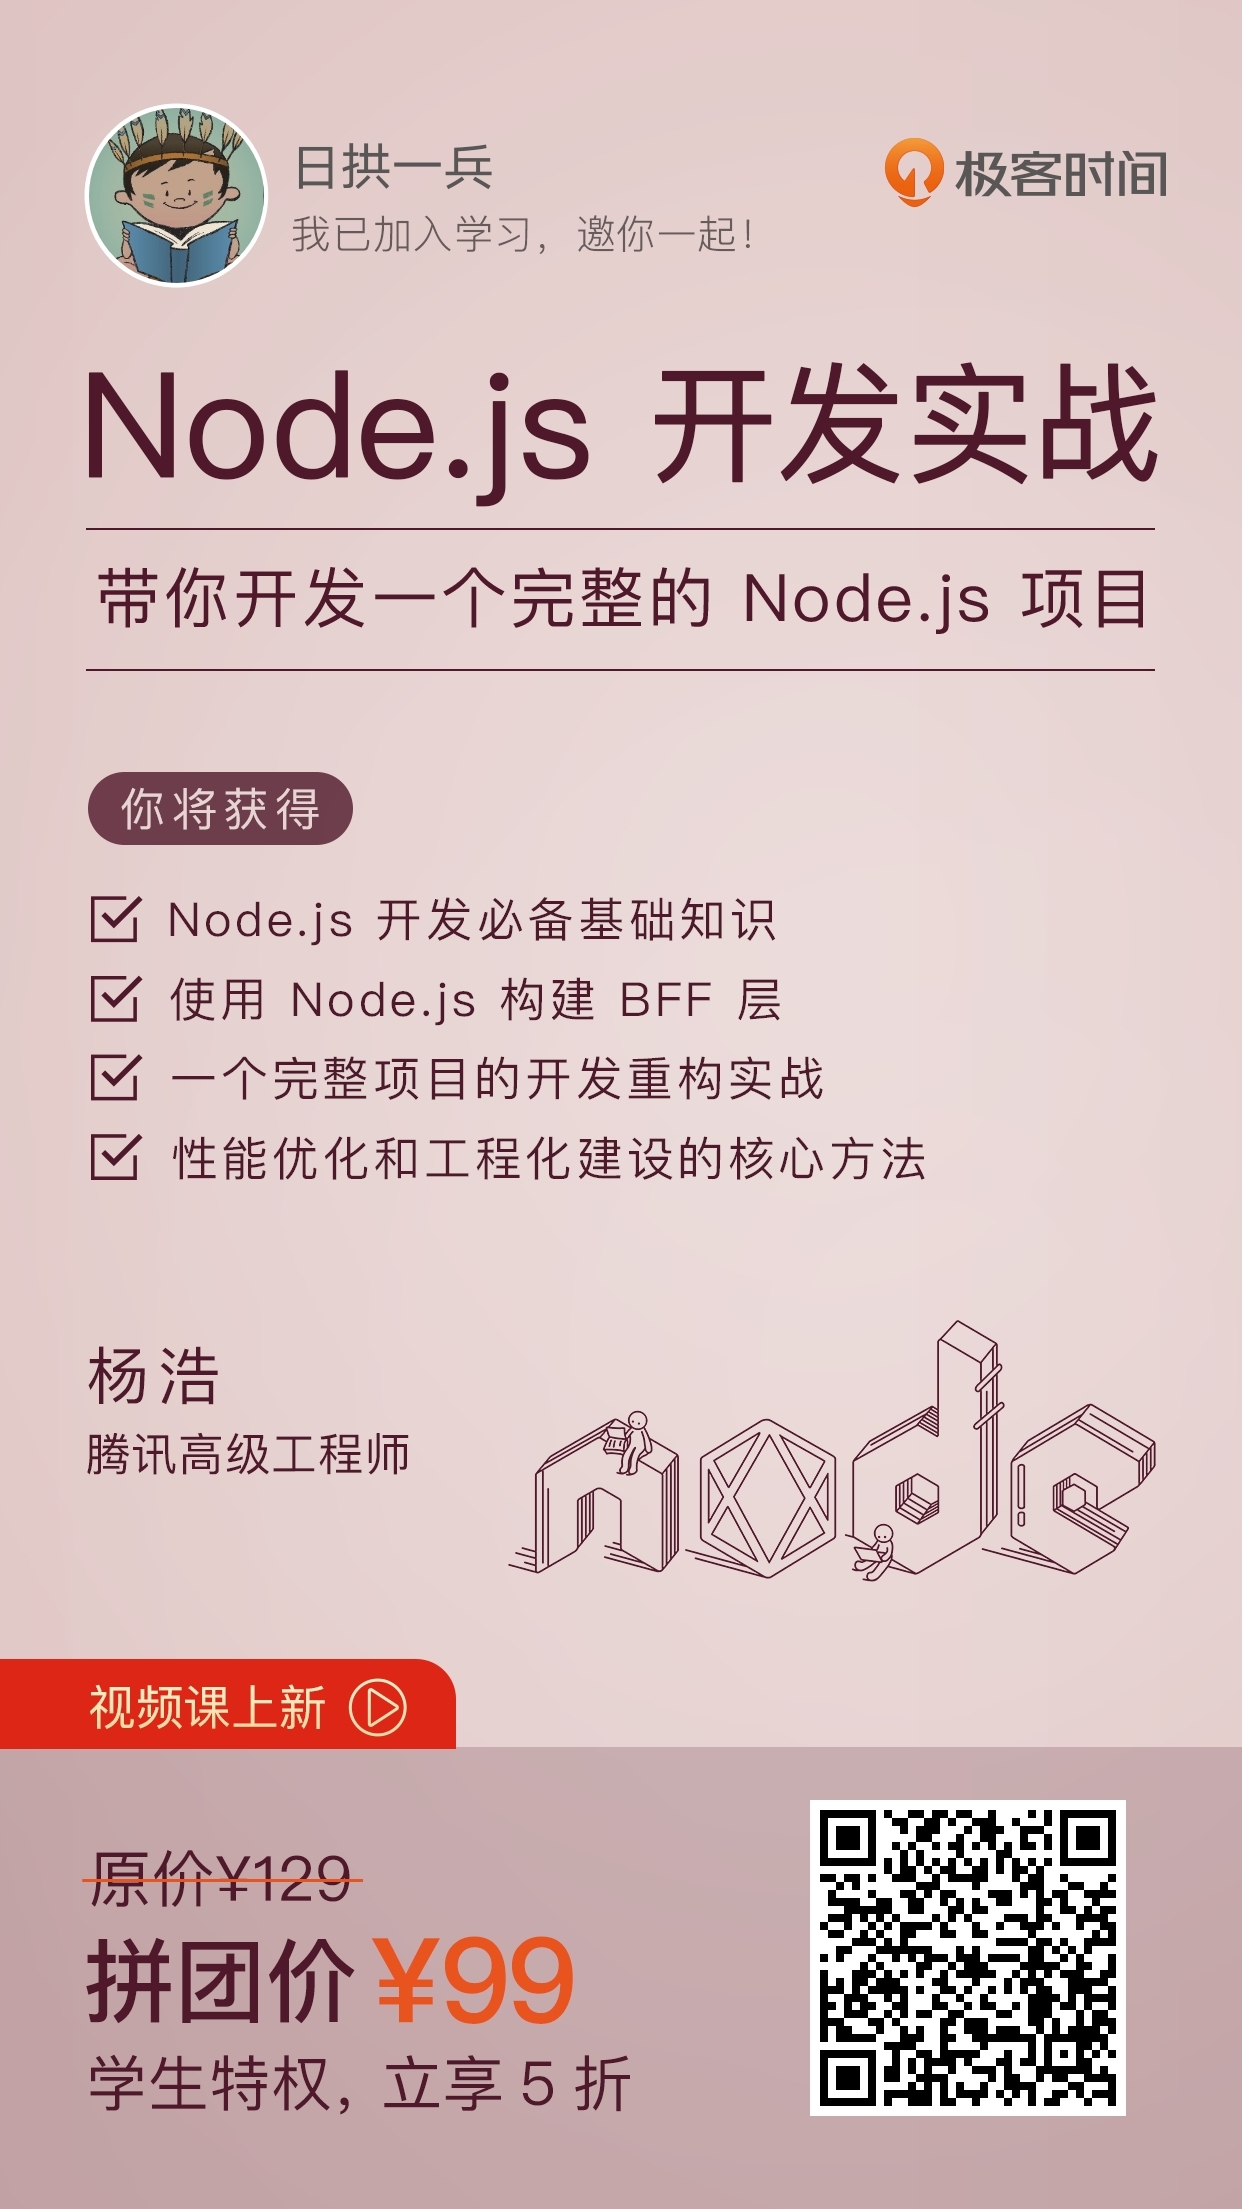 日拱一兵
我已加入学习，邀你一起！
极客时间
Node.js 开发实战
带你开发一个完整的 Node.js 项目
你将获得
Node.js 开发必备基础知识
使用 Node.js 构建 BFF 层
一个完整项目的开发重构实战
性能优化和工程化建设的核心方法
杨浩
腾讯高级工程师
node
视频课上新
原价¥129
拼团价 ¥99
学生特权，立享 5 折